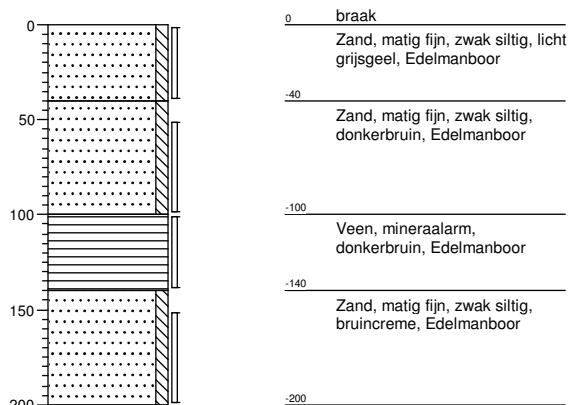 0
50
100
150
200
0
braak
Zand, matig fijn, zwak siltig, licht
grijsgeel, Edelmanboor
-40
Zand, matig fijn, zwak siltig,
donkerbruin, Edelmanboor
-100
Veen, mineraalarm,
donkerbruin, Edelmanboor
-140
Zand, matig fijn, zwak siltig,
bruincreme, Edelmanboor
-200